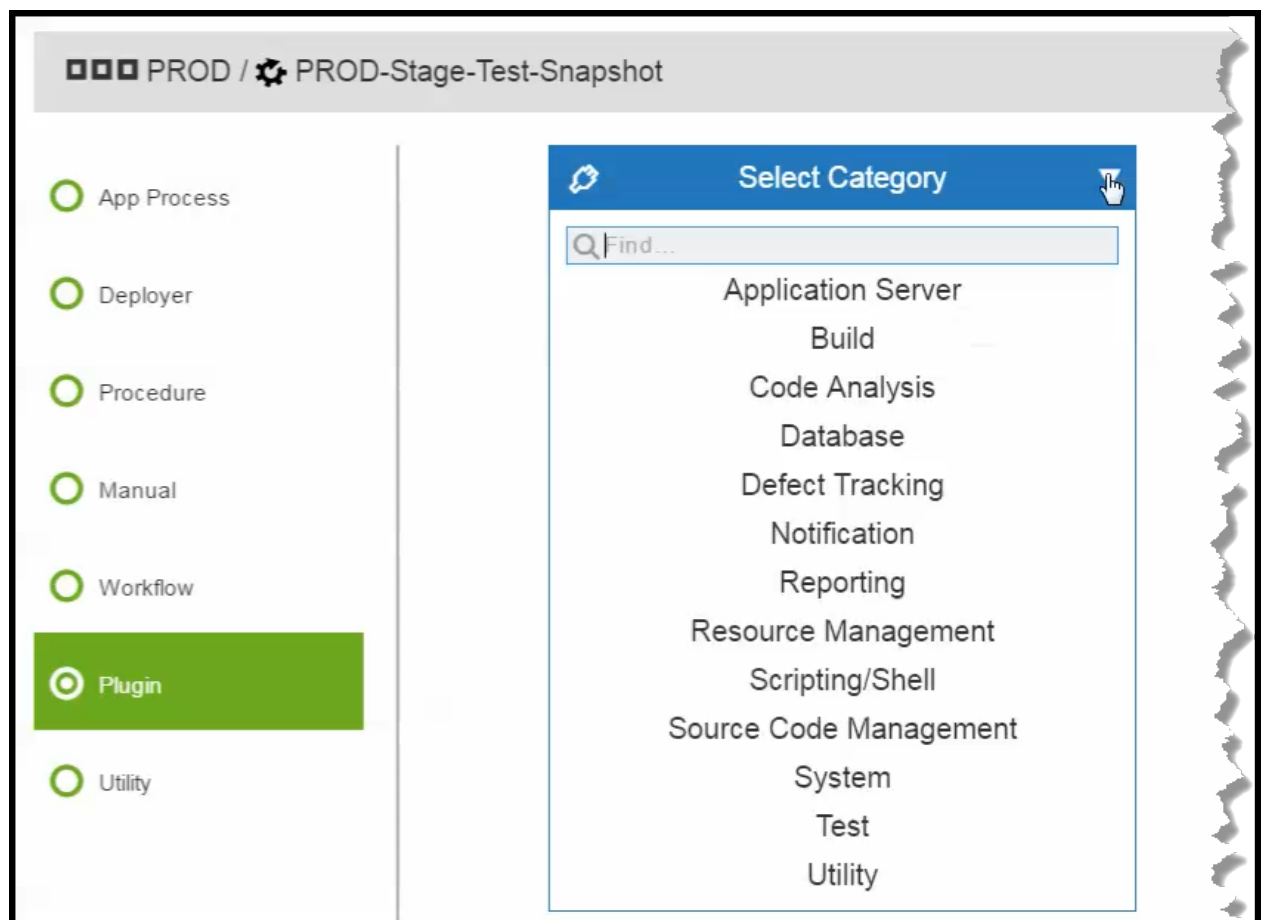 PROD / PROD-Stage-Test-Snapshot
App Process
Deployer
Procedure
Manual
Workflow
Plugin
Utility
Select Category
Find...
Application Server
Build
Code Analysis
Database
Defect Tracking
Notification
Reporting
Resource Management
Scripting/Shell
Source Code Management
System
Test
Utility